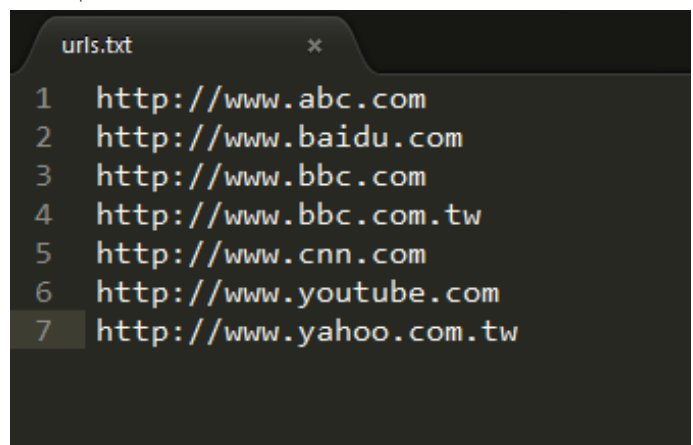 urls.txt ×
1 http://www.abc.com
2 http://www.baidu.com
3 http://www.bbc.com
4 http://www.bbc.com.tw
5 http://www.cnn.com
6 http://www.youtube.com
7 http://www.yahoo.com.tw